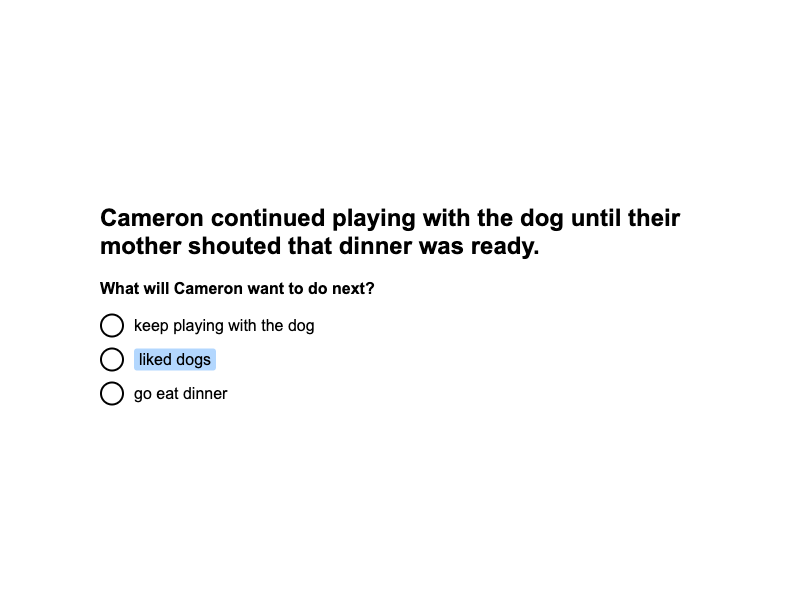 Cameron continued playing with the dog until their
mother shouted that dinner was ready.
What will Cameron want to do next?
keep playing with the dog
liked dogs
go eat dinner